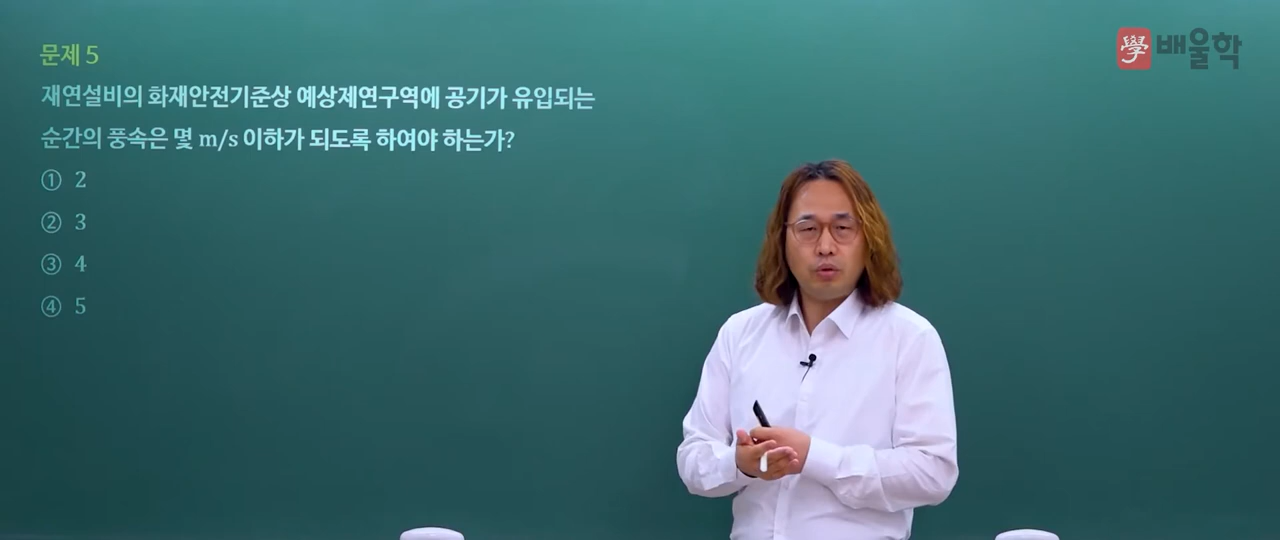 문제 5
재연설비의 화재안전기준상 예상제연구역에 공기가 유입되는
순간의 풍속은 몇 m/s 이하가 되도록 하여야 하는가?
① 2
② 3
③ 4
④ 5
學 배울학